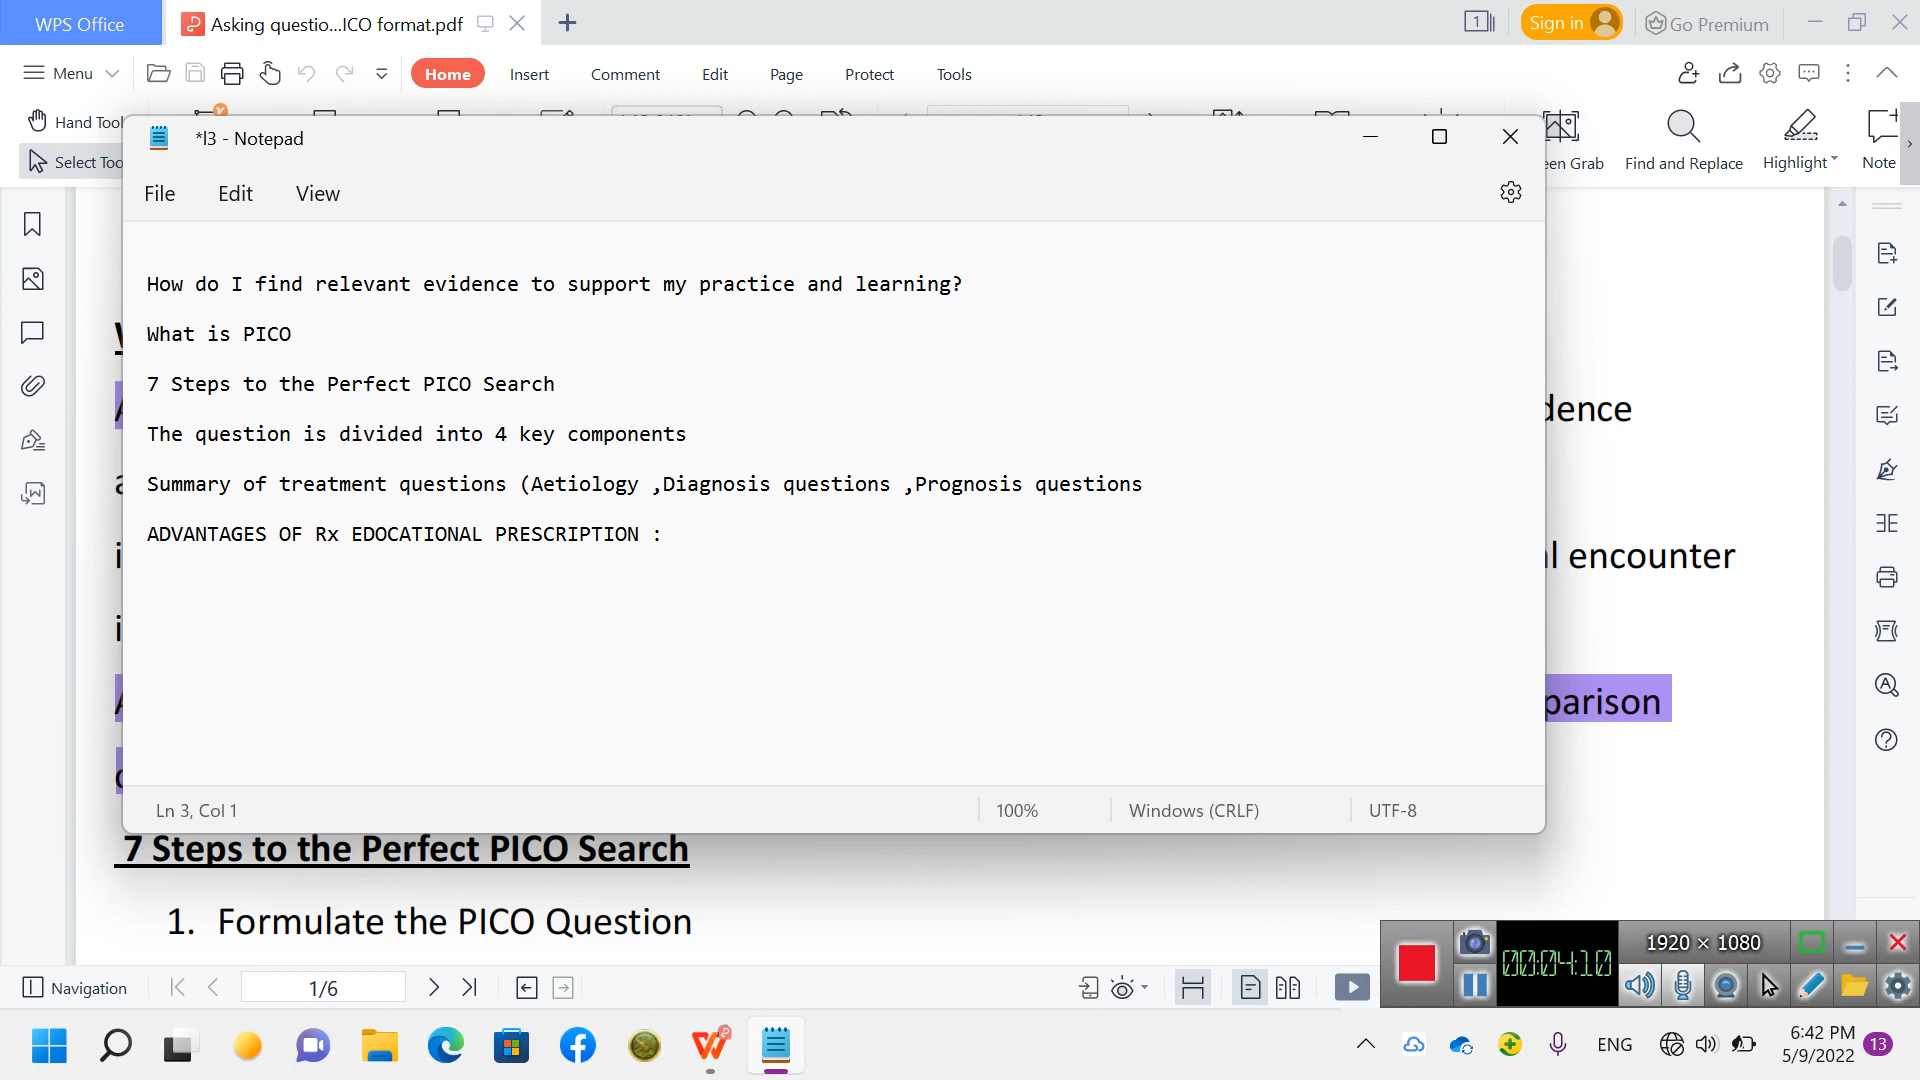 WPS Office
Asking questio...ICO format.pdf
1
Sign in
Go Premium
Menu
Home
Insert
Comment
Edit
Page
Protect
Tools
Hand Tool
Select Too
een Grab
Find and Replace
Highlight
Note
*l3 - Notepad
File
Edit
View
How do I find relevant evidence to support my practice and learning?
What is PICO
7 Steps to the Perfect PICO Search
The question is divided into 4 key components
Summary of treatment questions (Aetiology ,Diagnosis questions ,Prognosis questions
ADVANTAGES OF Rx EDOCATIONAL PRESCRIPTION :
dence
l encounter
parison
Ln 3, Col 1
100%
Windows (CRLF)
UTF-8
7 Steps to the Perfect PICO Search
1. Formulate the PICO Question
00:04:10
1920 × 1080
Navigation
1/6
ENG
6:42 PM
5/9/2022
13